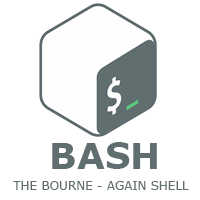 $_
BASH
THE BOURNE - AGAIN SHELL